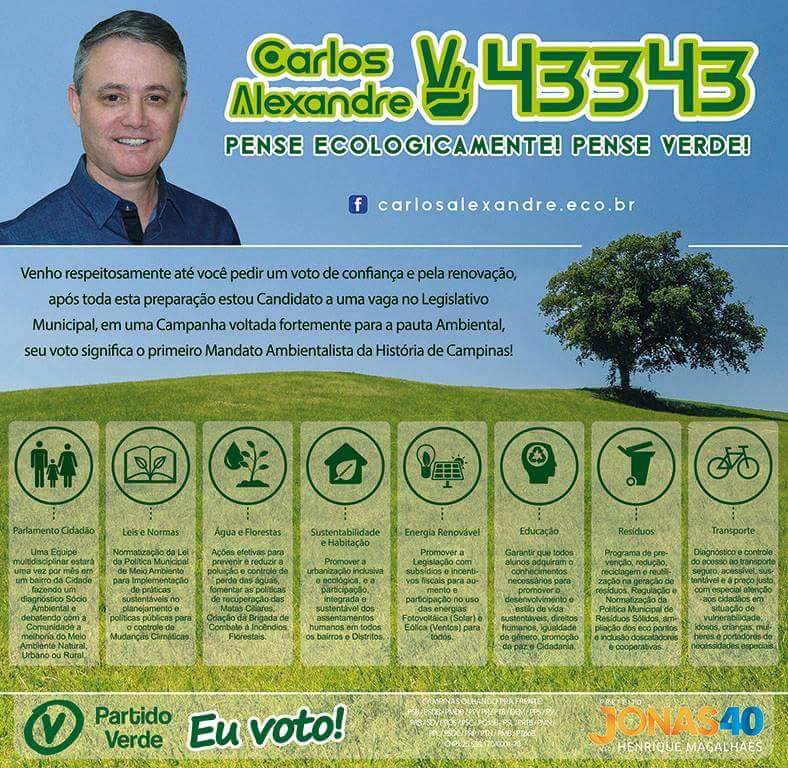 Carlos
Alexandre
43343
PENSE ECOLOGICAMENTE! PENSE VERDE!
f carlosalexandre.eco.br
Venho respeitosamente até você pedir um voto de confiança e pela renovação,
após toda esta preparação estou Candidato a uma vaga no Legislativo
Municipal, em uma Campanha voltada fortemente para a pauta Ambiental,
seu voto significa o primeiro Mandato Ambientalista da História de Campinas!
Parlamento Cidadão
Uma Equipe
multidisciplinar estará
uma vez por mês em
um bairro da Cidade
fazendo um
diagnóstico Sócio
Ambiental e
debatendo com a
Comunidade a
melhoria do Meio
Ambiente Natural,
Urbano ou Rural.
Leis e Normas
Normatização da Lei
da Política Municipal
de Meio Ambiente
para Implementação
de práticas
sustentáveis no
planejamento e
políticas públicas para
o controle de
Mudanças Climáticas.
Água e Florestas
Ações efetivas para
prevenir e reduzir a
poluição e controle de
perda das águas,
fomentar as políticas
de recuperação das
Matas Ciliares,
Criação da Brigada de
Combate à Incêndios
Florestais.
Sustentabilidade
e Habitação
Promover a
urbanização inclusiva
e ecológica, e a
participação,
integrada e
sustentável dos
assentamentos
humanos em todo
os bairros e Distritos.
Energia Renovável
Promover a
Legislação com
subsídios e incenti-
vos fiscais para au-
mento e
participação no uso
das energias
Fotovoltáica (Solar) e
Eólica (Ventos) para
todos.
Educação
Garantir que todos
alunos adquiram o
conhecimentos
necessários para
promover o
desenvolvimento e
estilo de vida
sustentáveis, direitos
humanos, igualdade
de gênero, promoção
da paz e Cidadania.
Resíduos
Programa de pre-
venção, redução,
reciclagem e reutili-
zação na geração de
resíduos. Regulação e
Normatização da
Política Municipal de
Resíduos Sólidos, am-
pliação dos eco pontos
e inclusão doscatadores
e cooperativas.
Transporte
Diagnóstico e controle
do acesso ao transporte
seguro, acessível, sus-
tentável e á preço justo
com especial atenção
-aos cidadãos em
situação de
vulnerabilidade,
idosos, crianças, mul-
heres e portadores de
necessidades especiais.
V Partido
Verde
Eu voto!
CAMPINAS OLHANDO PRA FRENTE
PREFEITO
JONAS 40
HENRIQUE MAGALHÃES